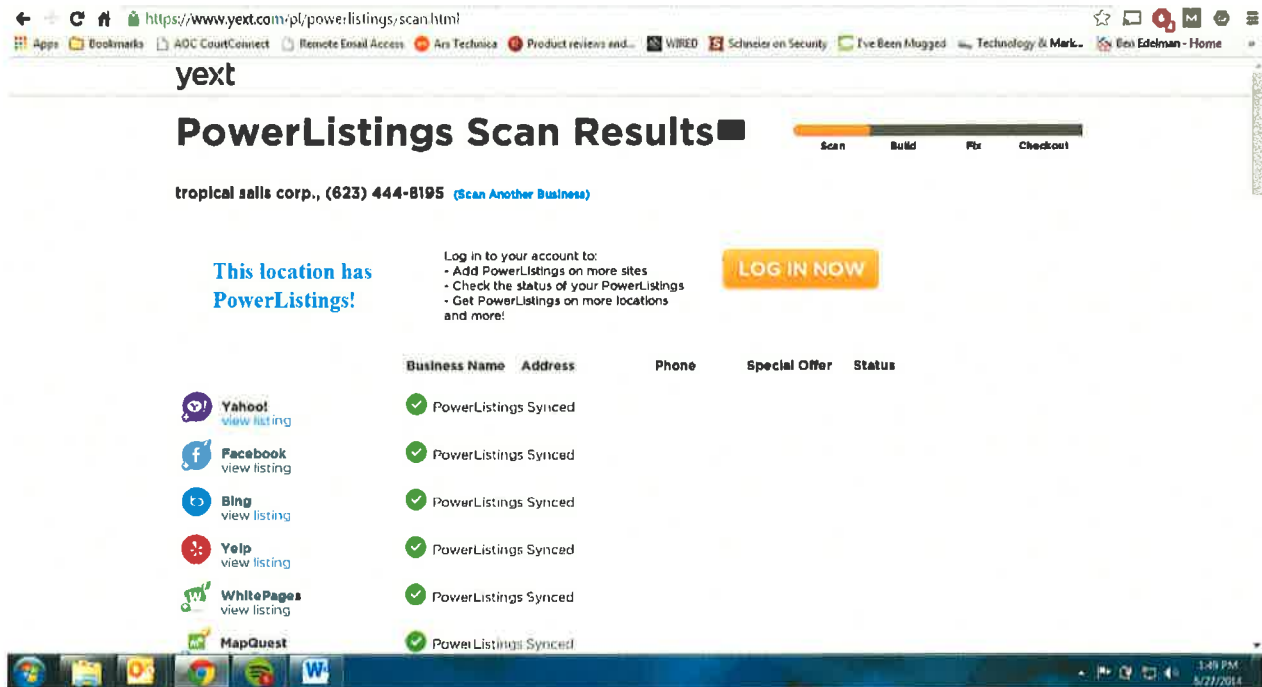 https://www.yext.com/pl/powerlistings/scan.html
Apps Bookmarks AOC CourtConnect Remote Email Access Ars Technica Product reviews and... WIRED Schneier on Security I've Been Mugged Technology & Mark... Ben Edelman - Home »
yext
PowerListings Scan Results
Scan Build Fix Checkout
tropical sails corp., (623) 444-8195 (Scan Another Business)
This location has
PowerListings!
Log in to your account to:
- Add PowerListings on more sites
- Check the status of your PowerListings
- Get PowerListings on more locations
and more!
LOG IN NOW
Business Name Address Phone Special Offer Status
Yahoo!
view listing
PowerListings Synced
Facebook
view listing
PowerListings Synced
Bing
view listing
PowerListings Synced
Yelp
view listing
PowerListings Synced
WhitePages
view listing
PowerListings Synced
MapQuest
PowerListings Synced
1:49 PM
5/27/2014